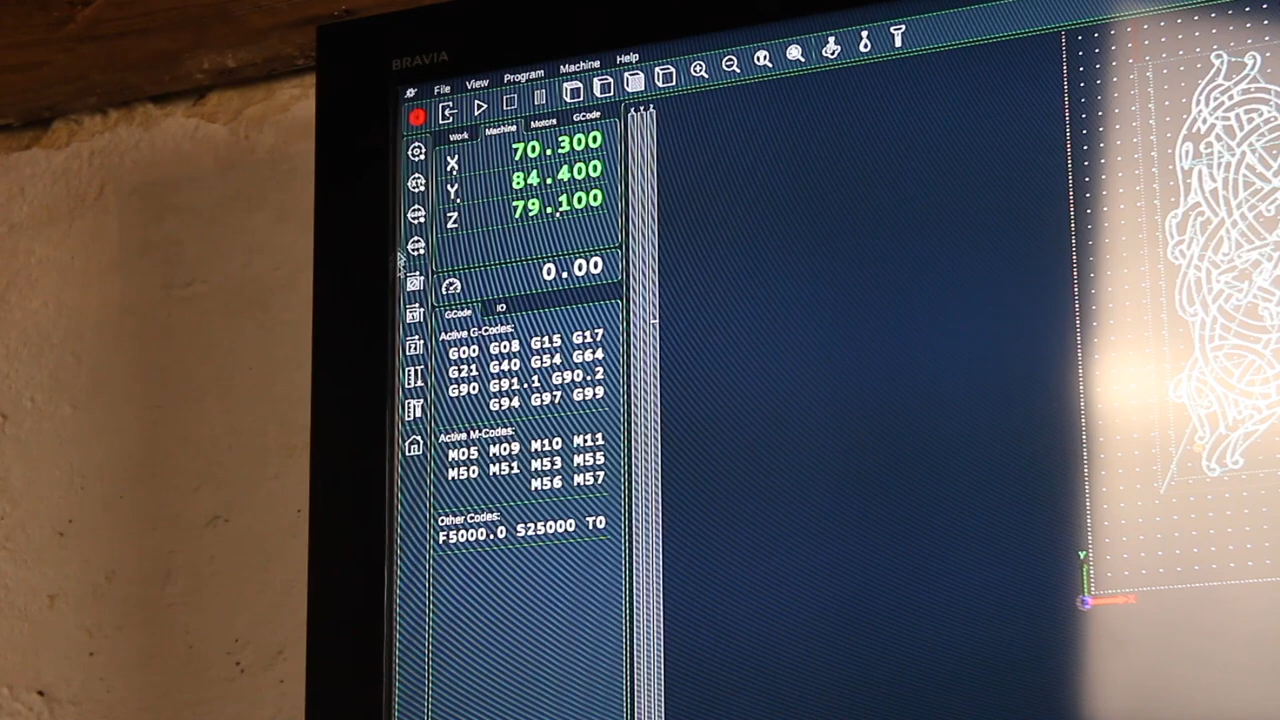 BRAVIA
File View Program Machine Help
Work Machine Motors GCode
X 70.300
Y 84.400
Z 79.100
0.00
GCode IO
Active G-Codes:
G00 G08 G15 G17
G21 G40 G54 G64
G90 G91.1 G90.2
G94 G97 G99
Active M-Codes:
M05 M09 M10 M11
M50 M51 M53 M55
M56 M57
Other Codes:
F5000.0 S25000 T0
X Y Z
Y
X